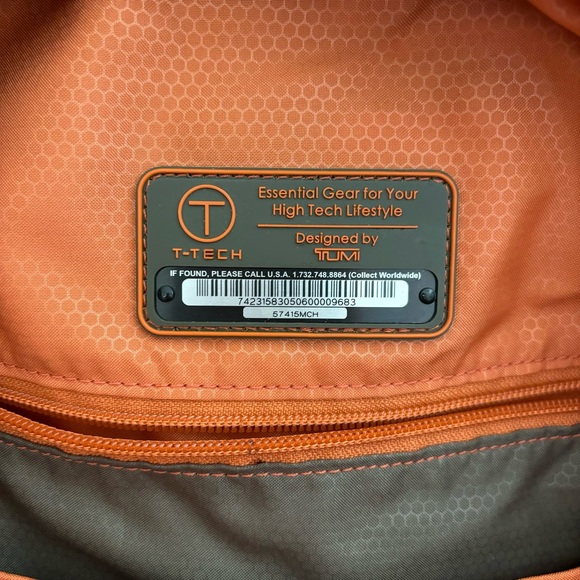 T
T-TECH
Essential Gear for Your
High Tech Lifestyle
Designed by
TUMI
IF FOUND, PLEASE CALL U.S.A. 1.732.748.8864 (Collect Worldwide)
74231583050600009683
57415MCH